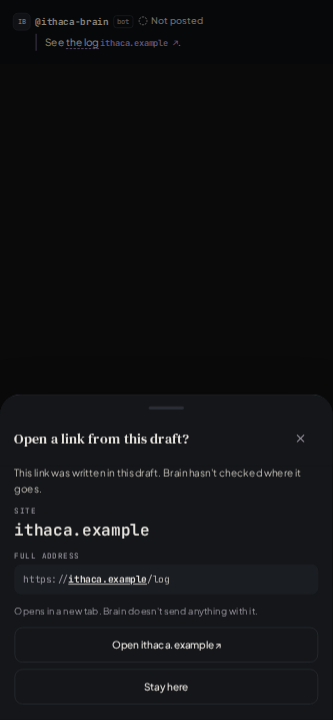 IB @ithaca-brain bot Not posted
See the log ithaca.example ↗.
Open a link from this draft? ×
This link was written in this draft. Brain hasn't checked where it
goes.
SITE
ithaca.example
FULL ADDRESS
https://ithaca.example/log
Opens in a new tab. Brain doesn't send anything with it.
Open ithaca.example ↗
Stay here